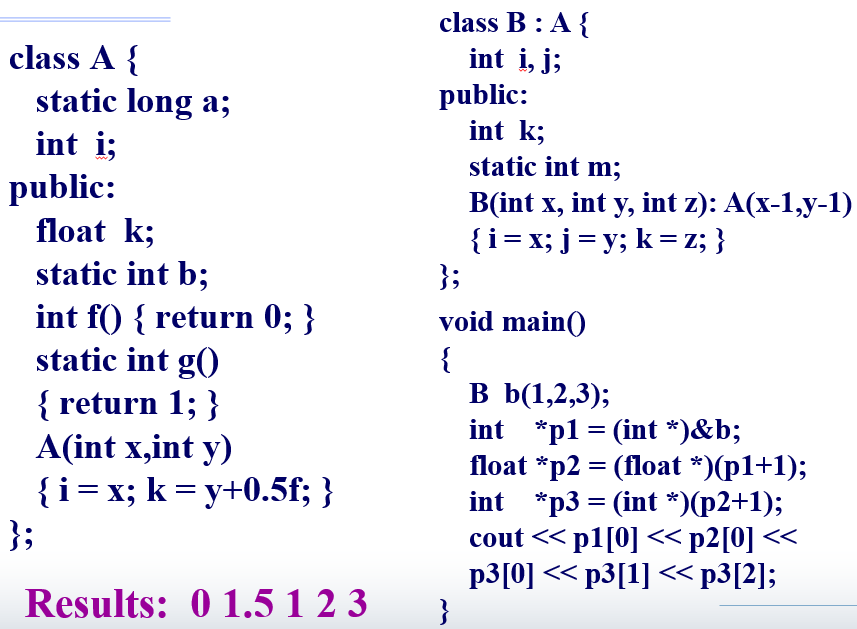 class A {
static long a;
int i;
public:
float k;
static int b;
int f() { return 0; }
static int g()
{ return 1; }
A(int x,int y)
{ i = x; k = y+0.5f; }
};
Results: 0 1.5 1 2 3
class B : A {
int i, j;
public:
int k;
static int m;
B(int x, int y, int z): A(x-1,y-1)
{ i = x; j = y; k = z; }
};
void main()
{
B b(1,2,3);
int *p1 = (int *)&b;
float *p2 = (float *)(p1+1);
int *p3 = (int *)(p2+1);
cout << p1[0] << p2[0] <<
p3[0] << p3[1] << p3[2];
}